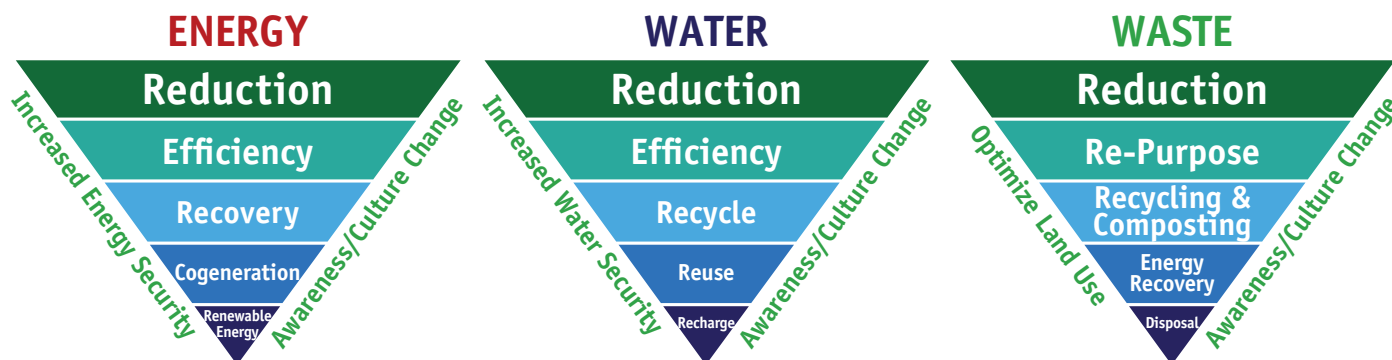 ENERGY
Reduction
Efficiency
Recovery
Cogeneration
Renewable
Energy
Increased Energy Security
Awareness/Culture Change
WATER
Reduction
Efficiency
Recycle
Reuse
Recharge
Increased Water Security
Awareness/Culture Change
WASTE
Reduction
Re-Purpose
Recycling &
Composting
Energy
Recovery
Disposal
Optimize Land Use
Awareness/Culture Change